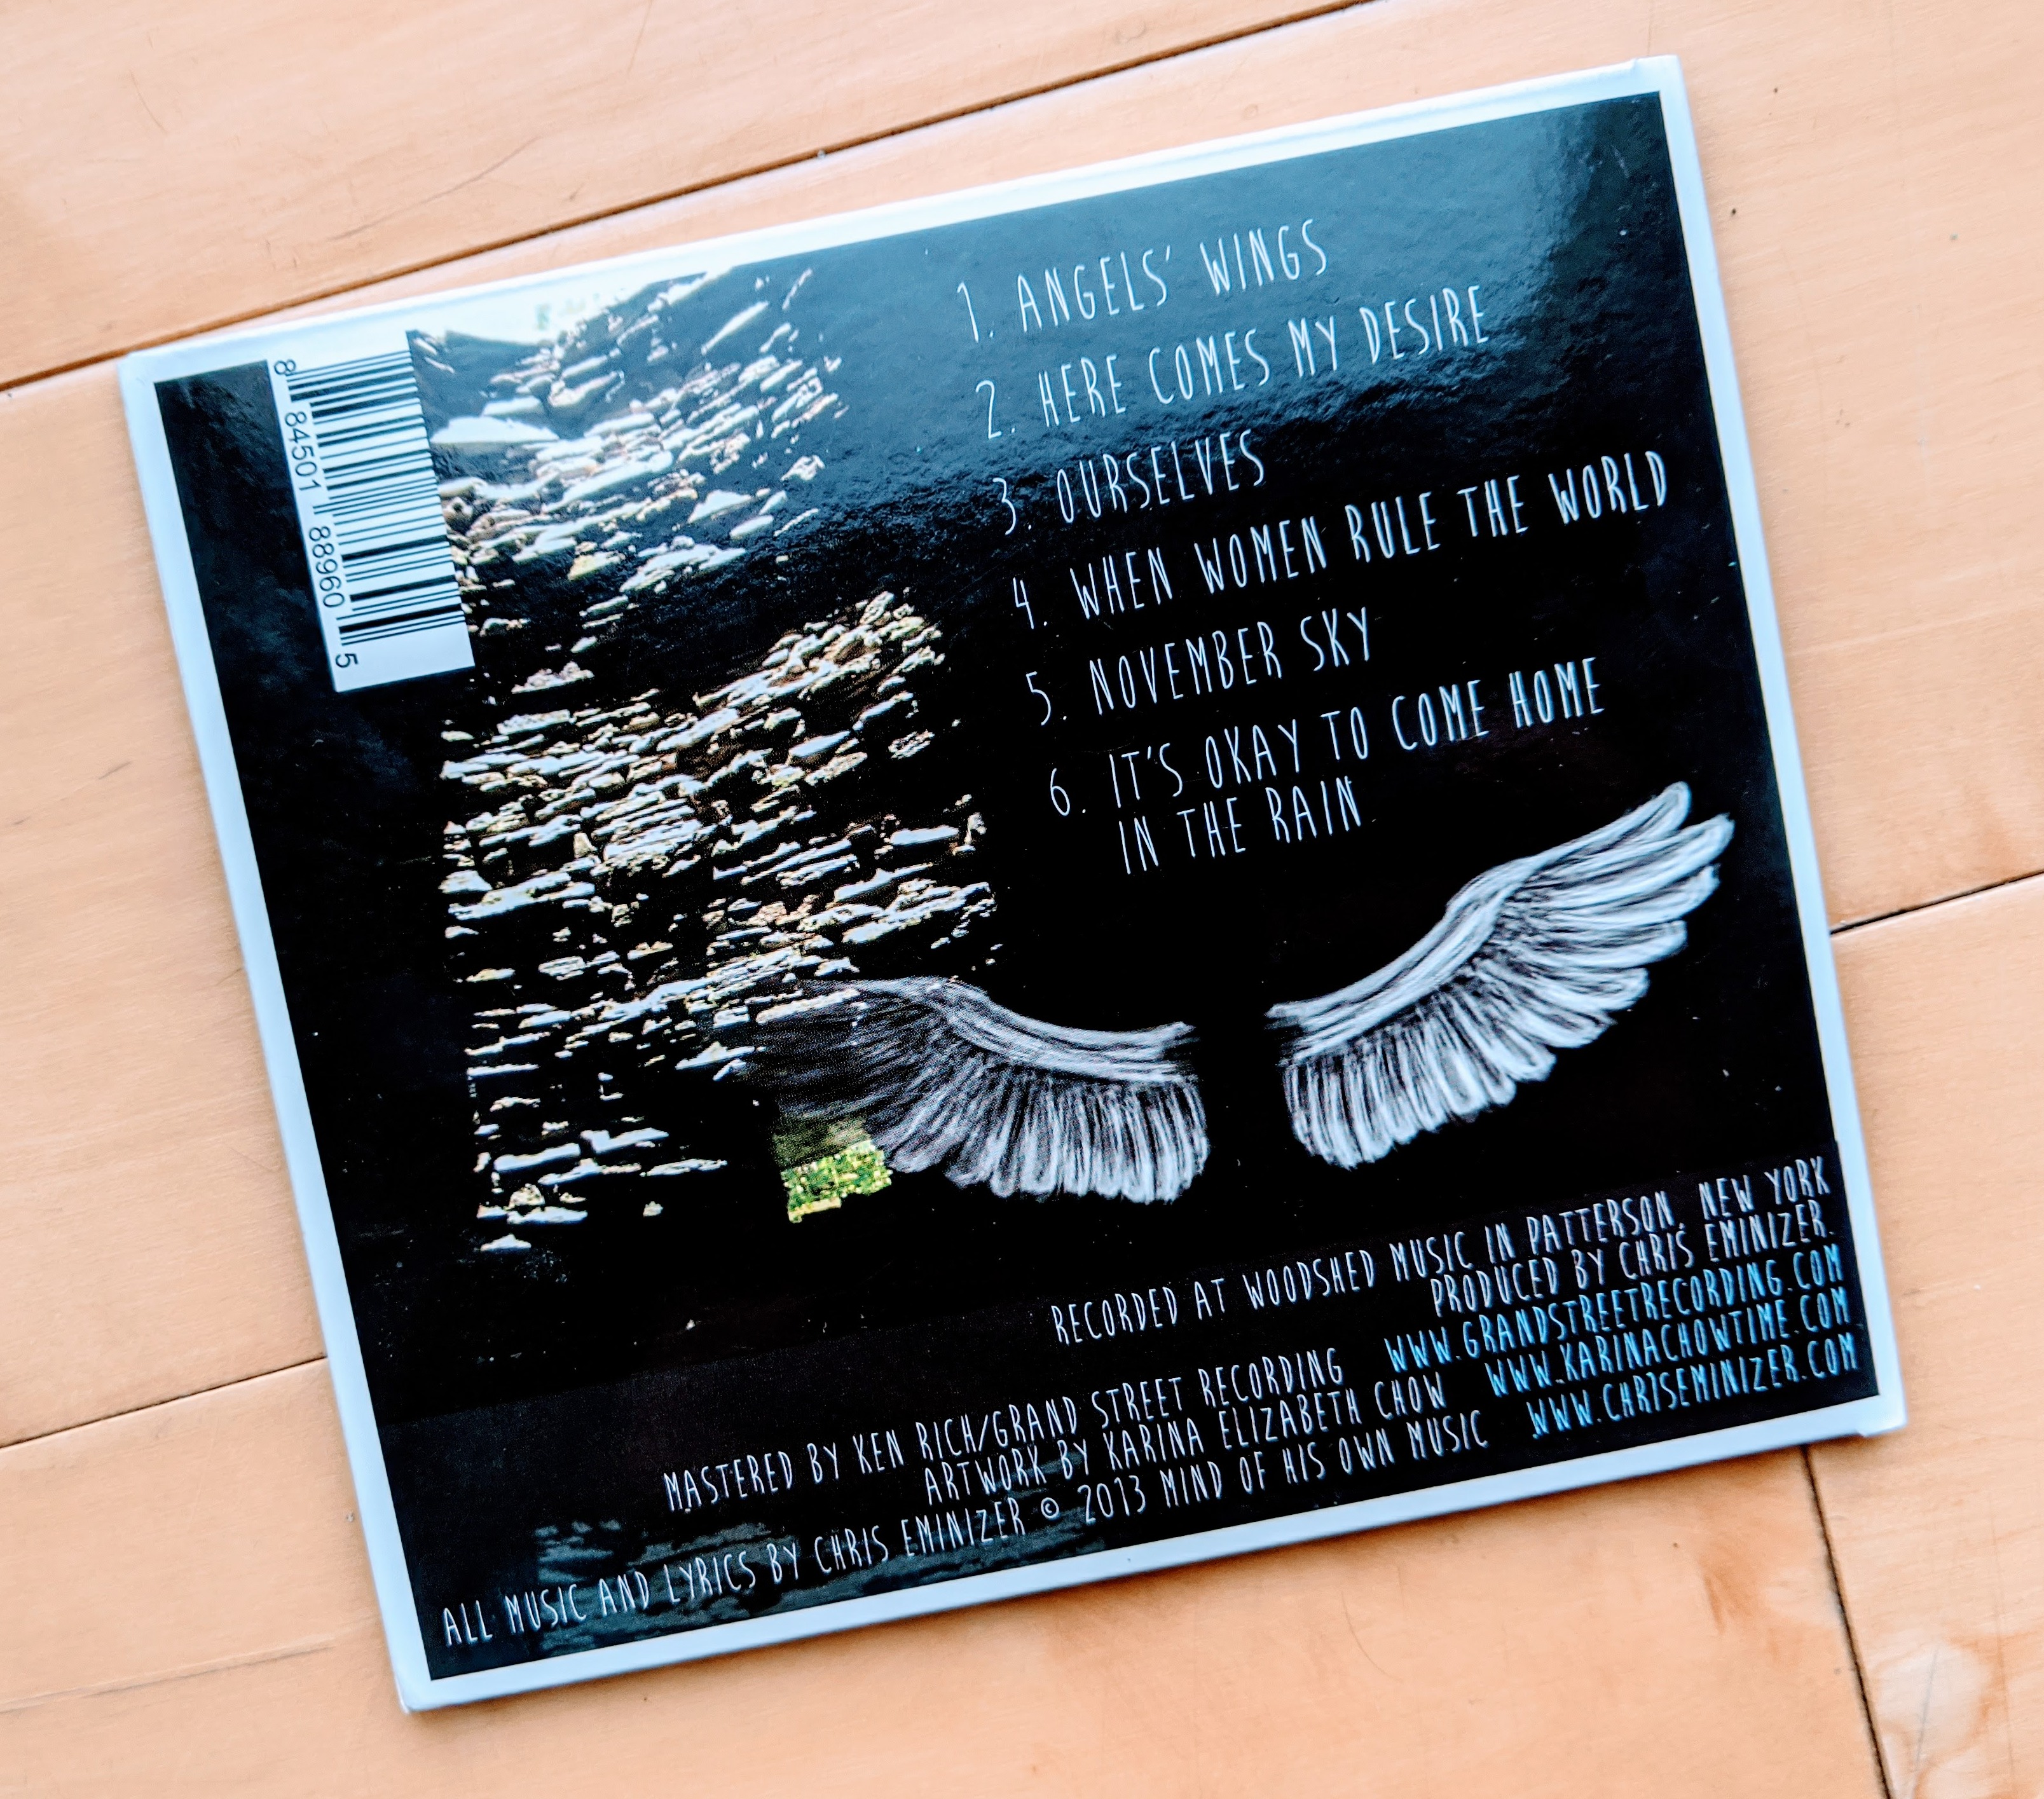 1. ANGELS' WINGS
2. HERE COMES MY DESIRE
3. OURSELVES
4. WHEN WOMEN RULE THE WORLD
5. NOVEMBER SKY
6. IT'S OKAY TO COME HOME
IN THE RAIN
8 84501 88960 5
RECORDED AT WOODSHED MUSIC IN PATTERSON, NEW YORK
PRODUCED BY CHRIS EMINIZER.
MASTERED BY KEN RICH/GRAND STREET RECORDING WWW.GRANDSTREETRECORDING.COM
ARTWORK BY KARINA ELIZABETH CHOW WWW.KARINACHOWTIME.COM
ALL MUSIC AND LYRICS BY CHRIS EMINIZER © 2013 MIND OF HIS OWN MUSIC WWW.CHRISEMINIZER.COM